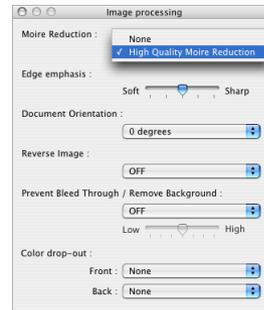 Image processing
Moire Reduction :
None
✓ High Quality Moire Reduction
Edge emphasis :
Soft Sharp
Document Orientation :
0 degrees
Reverse Image :
OFF
Prevent Bleed Through / Remove Background :
OFF
Low High
Color drop-out :
Front : None
Back : None